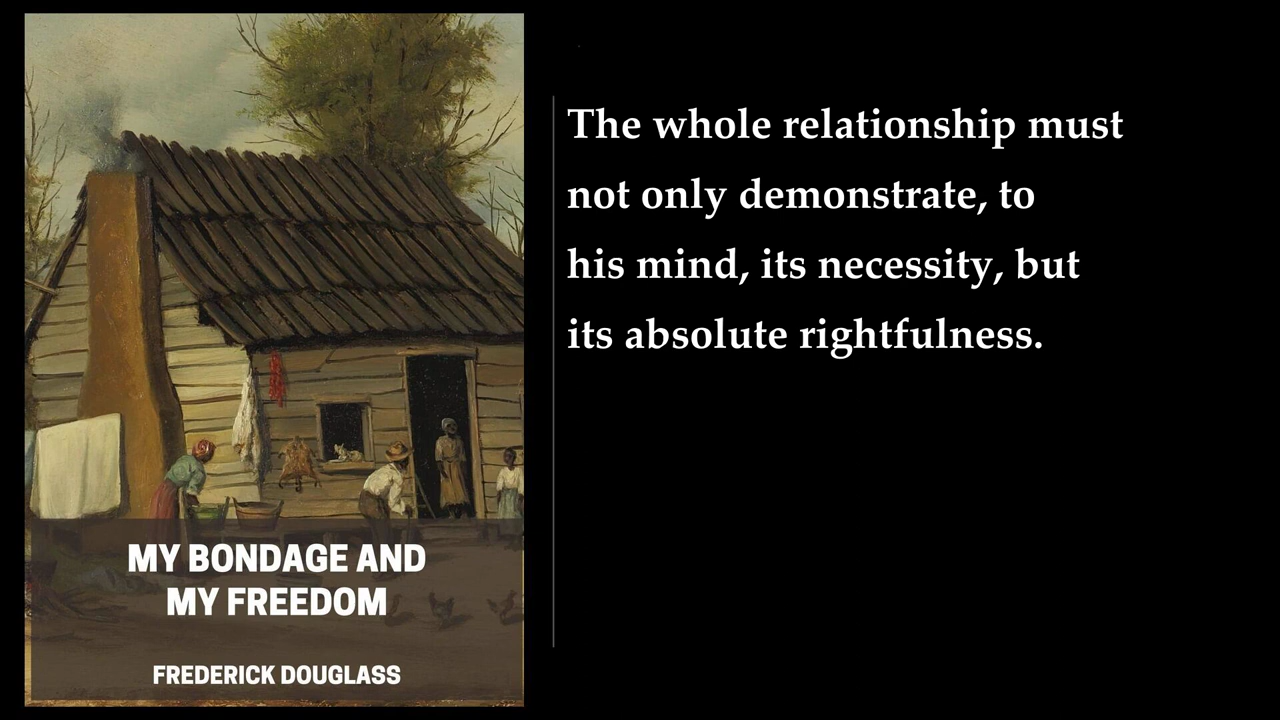 MY BONDAGE AND
MY FREEDOM
FREDERICK DOUGLASS
The whole relationship must
not only demonstrate, to
his mind, its necessity, but
its absolute rightfulness.